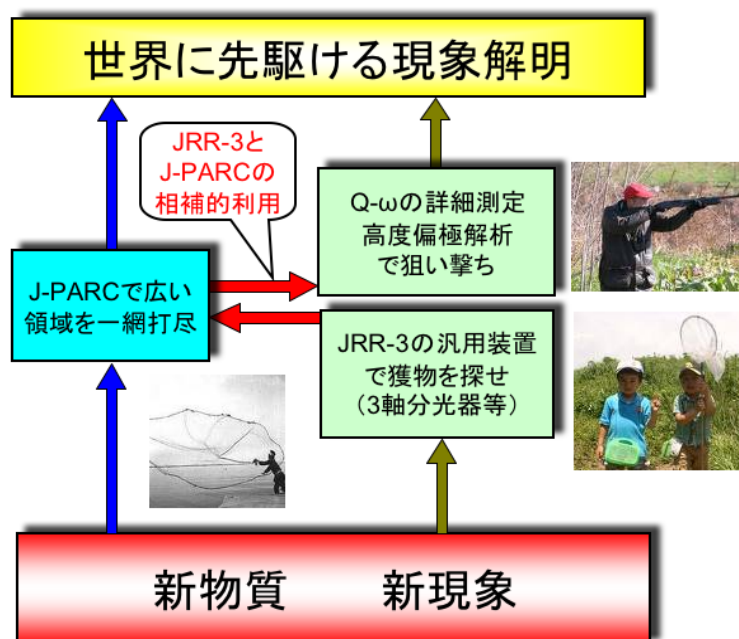 世界に先駆ける現象解明
JRR-3と
J-PARCの
相補的利用
Q-ωの詳細測定
高度偏極解析
で狙い撃ち
J-PARCで広い
領域を一網打尽
JRR-3の汎用装置
で獲物を探せ
(3軸分光器等)
新物質 新現象